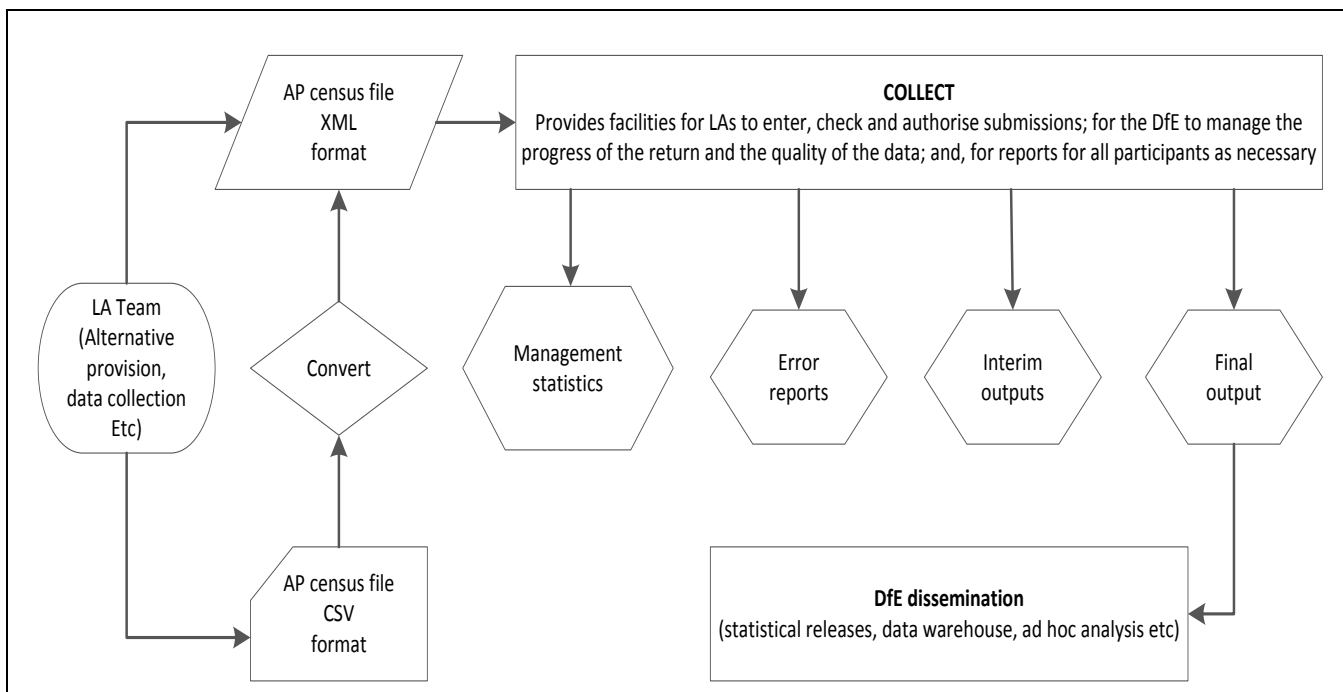 AP census file
XML
format
COLLECT
Provides facilities for LAs to enter, check and authorise submissions; for the DfE to manage the
progress of the return and the quality of the data; and, for reports for all participants as necessary
LA Team
(Alternative
provision,
data collection
Etc)
Convert
Management
statistics
Error
reports
Interim
outputs
Final
output
AP census file
CSV
format
DfE dissemination
(statistical releases, data warehouse, ad hoc analysis etc)